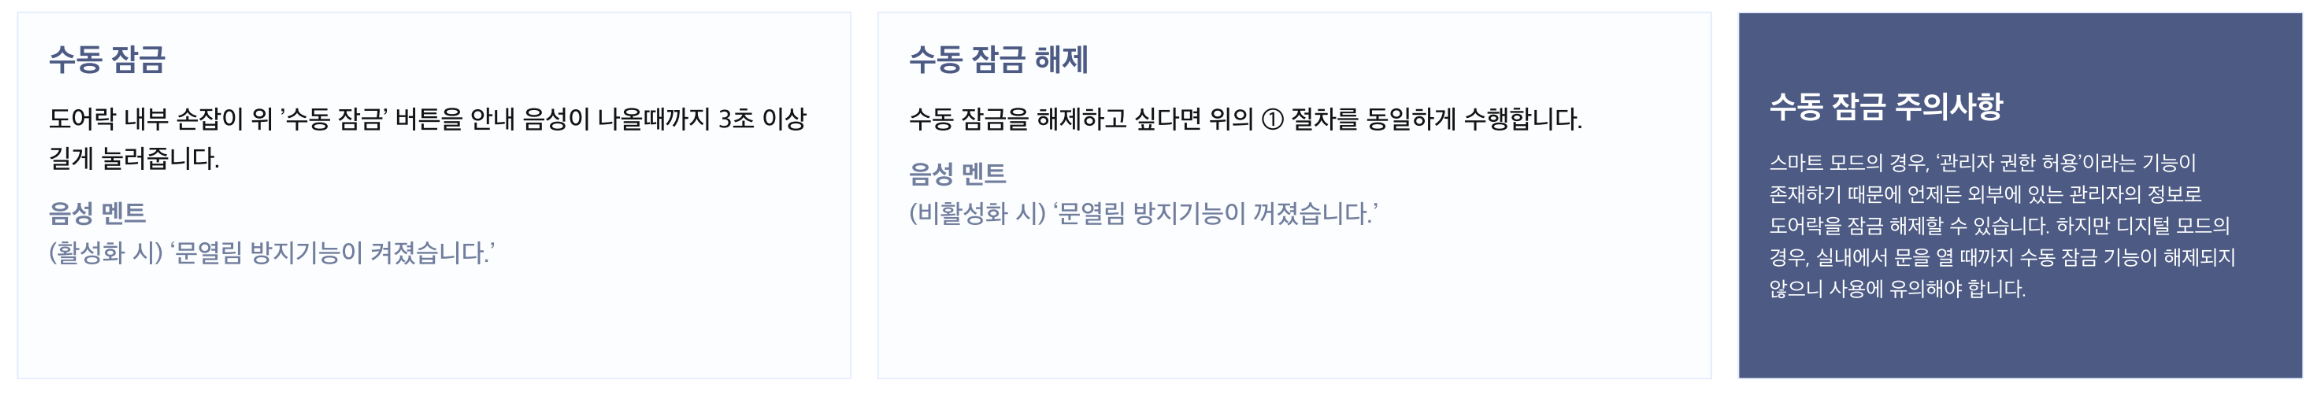 수동 잠금
도어락 내부 손잡이 위 ’수동 잠금’ 버튼을 안내 음성이 나올때까지 3초 이상
길게 눌러줍니다.
음성 멘트
(활성화 시) ‘문열림 방지기능이 켜졌습니다.’
수동 잠금 해제
수동 잠금을 해제하고 싶다면 위의 ① 절차를 동일하게 수행합니다.
음성 멘트
(비활성화 시) ‘문열림 방지기능이 꺼졌습니다.’
수동 잠금 주의사항
스마트 모드의 경우, ‘관리자 권한 허용’이라는 기능이
존재하기 때문에 언제든 외부에 있는 관리자의 정보로
도어락을 잠금 해제할 수 있습니다. 하지만 디지털 모드의
경우, 실내에서 문을 열 때까지 수동 잠금 기능이 해제되지
않으니 사용에 유의해야 합니다.